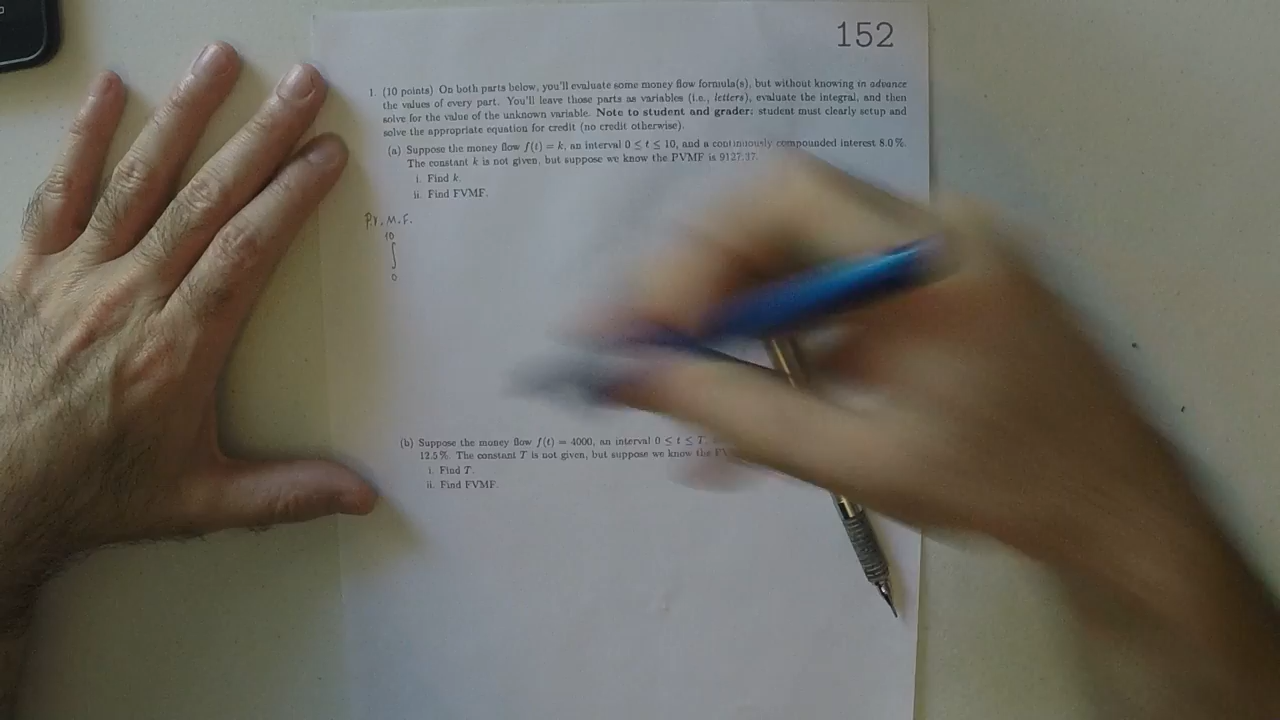 152
1. (10 points) On both parts below, you'll evaluate some money flow formula(s), but without knowing in advance
the values of every part. You'll leave those parts as variables (i.e., letters), evaluate the integral, and then
solve for the value of the unknown variable. Note to student and grader: student must clearly setup and
solve the appropriate equation for credit (no credit otherwise).
(a) Suppose the money flow f(t) = k, an interval 0 ≤ t ≤ 10, and a continuously compounded interest 8.0%.
The constant k is not given, but suppose we know the PVMF is 9127.37.
i. Find k.
ii. Find FVMF.
P.V.M.F.
10
∫
0
(b) Suppose the money flow f(t) = 4000, an interval 0 ≤ t ≤ T,
12.5%. The constant T is not given, but suppose we know the
i. Find T.
ii. Find FVMF.